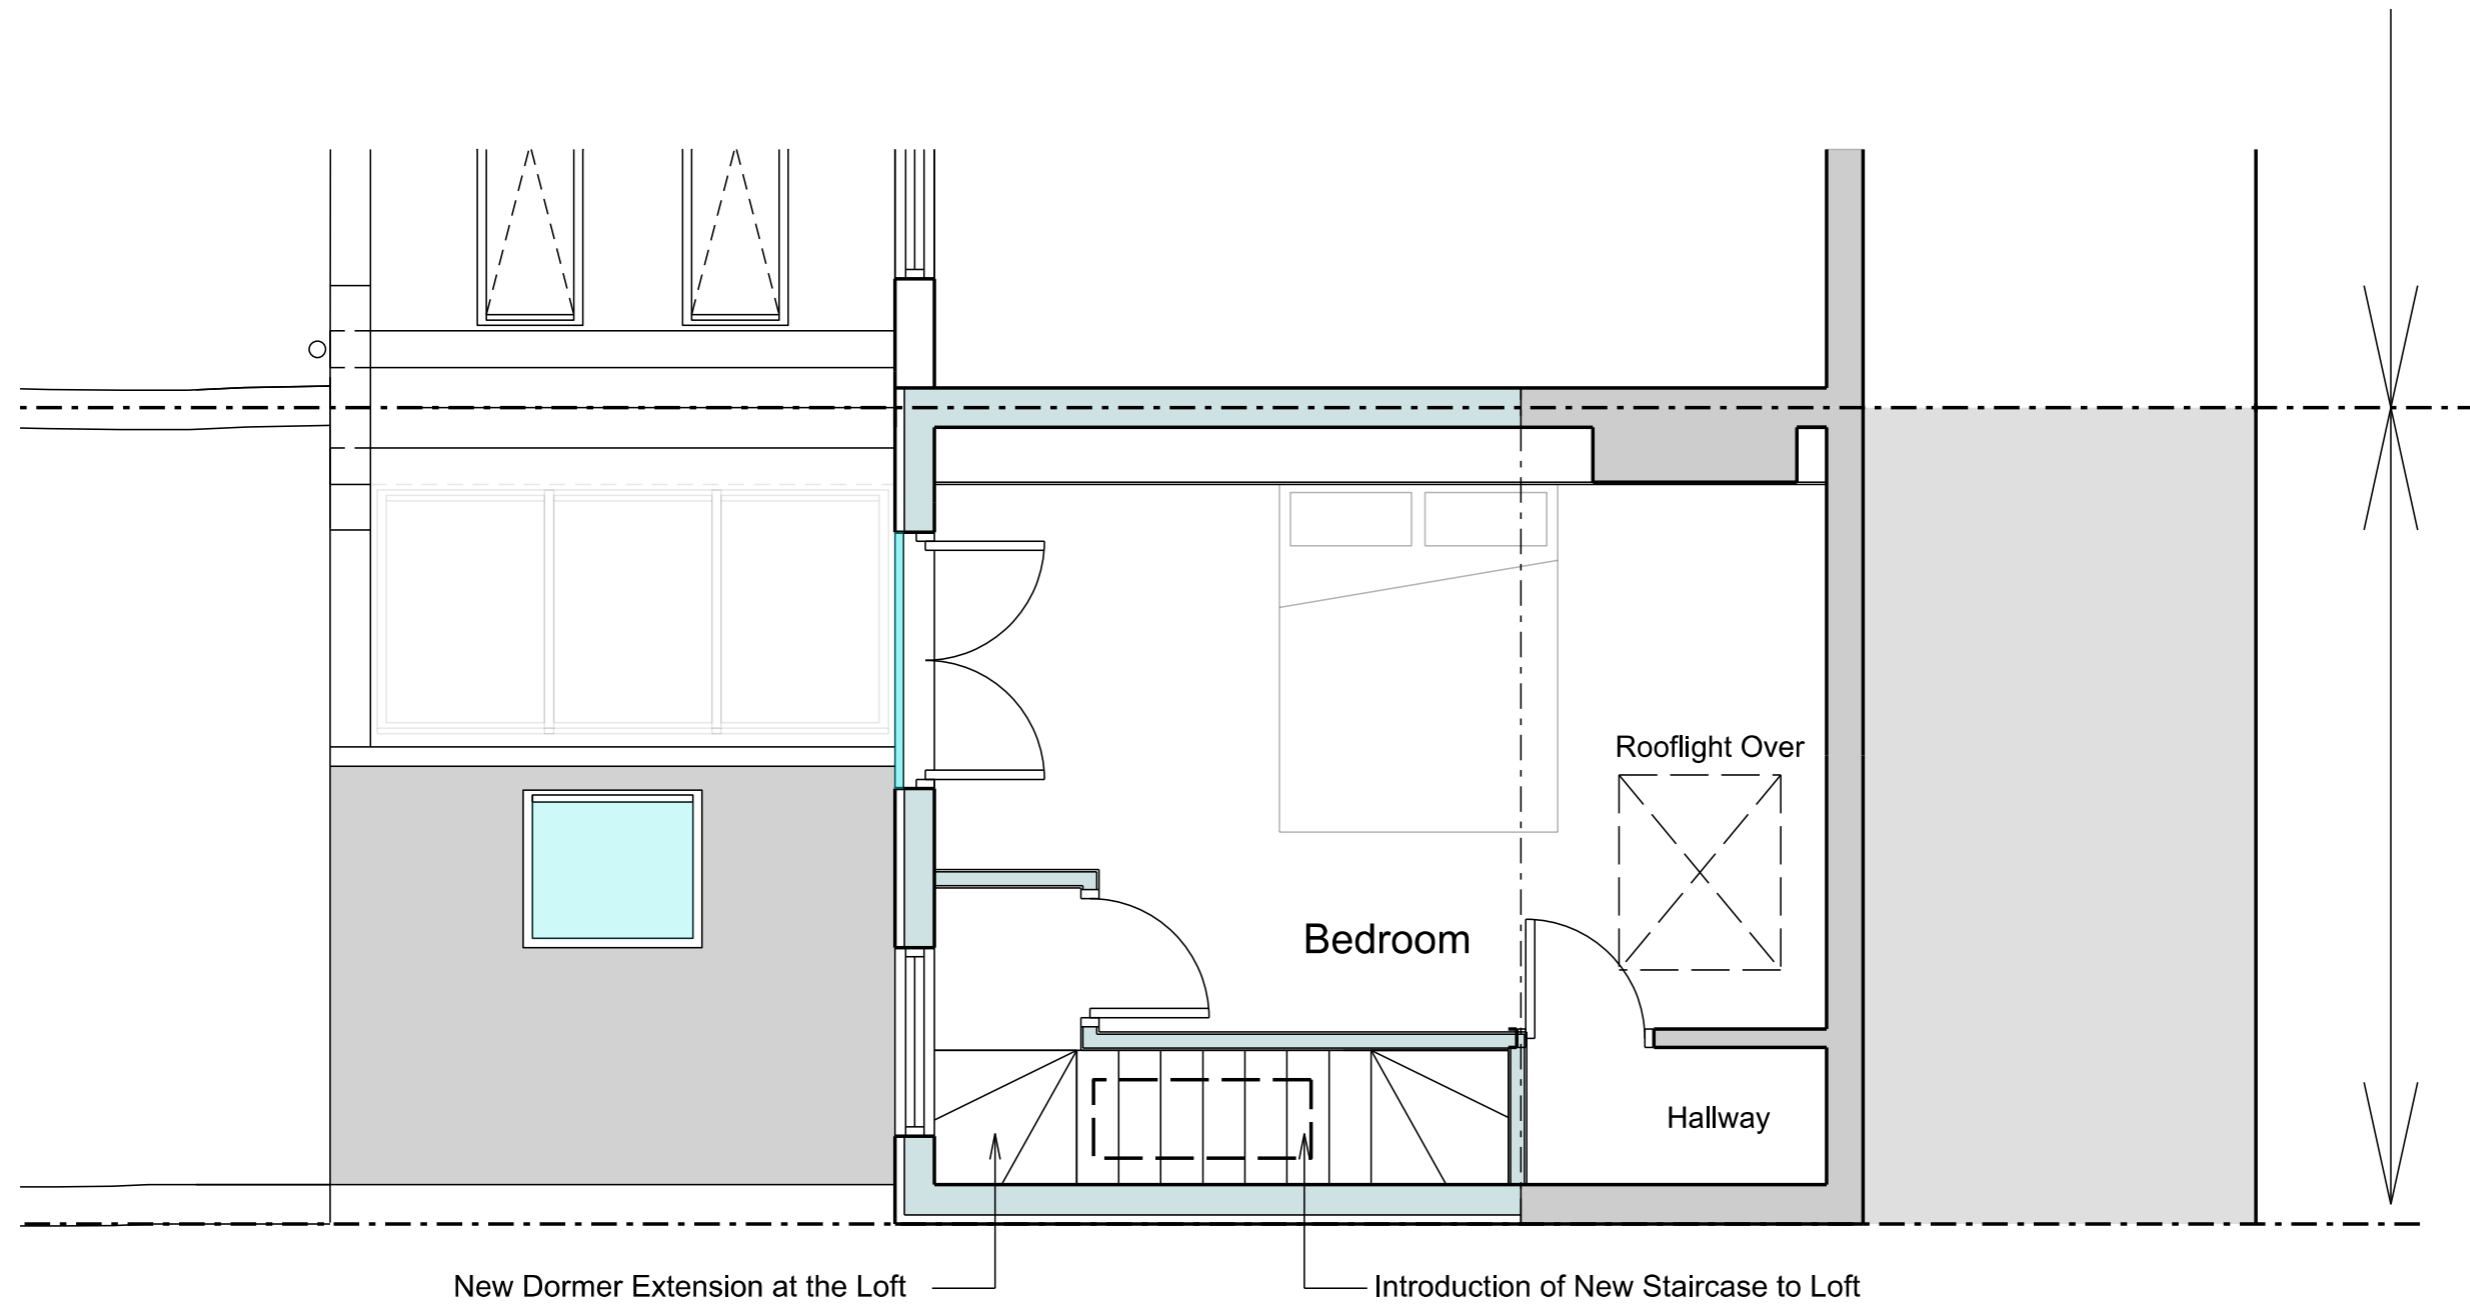 Rooflight Over
Bedroom
Hallway
New Dormer Extension at the Loft
Introduction of New Staircase to Loft